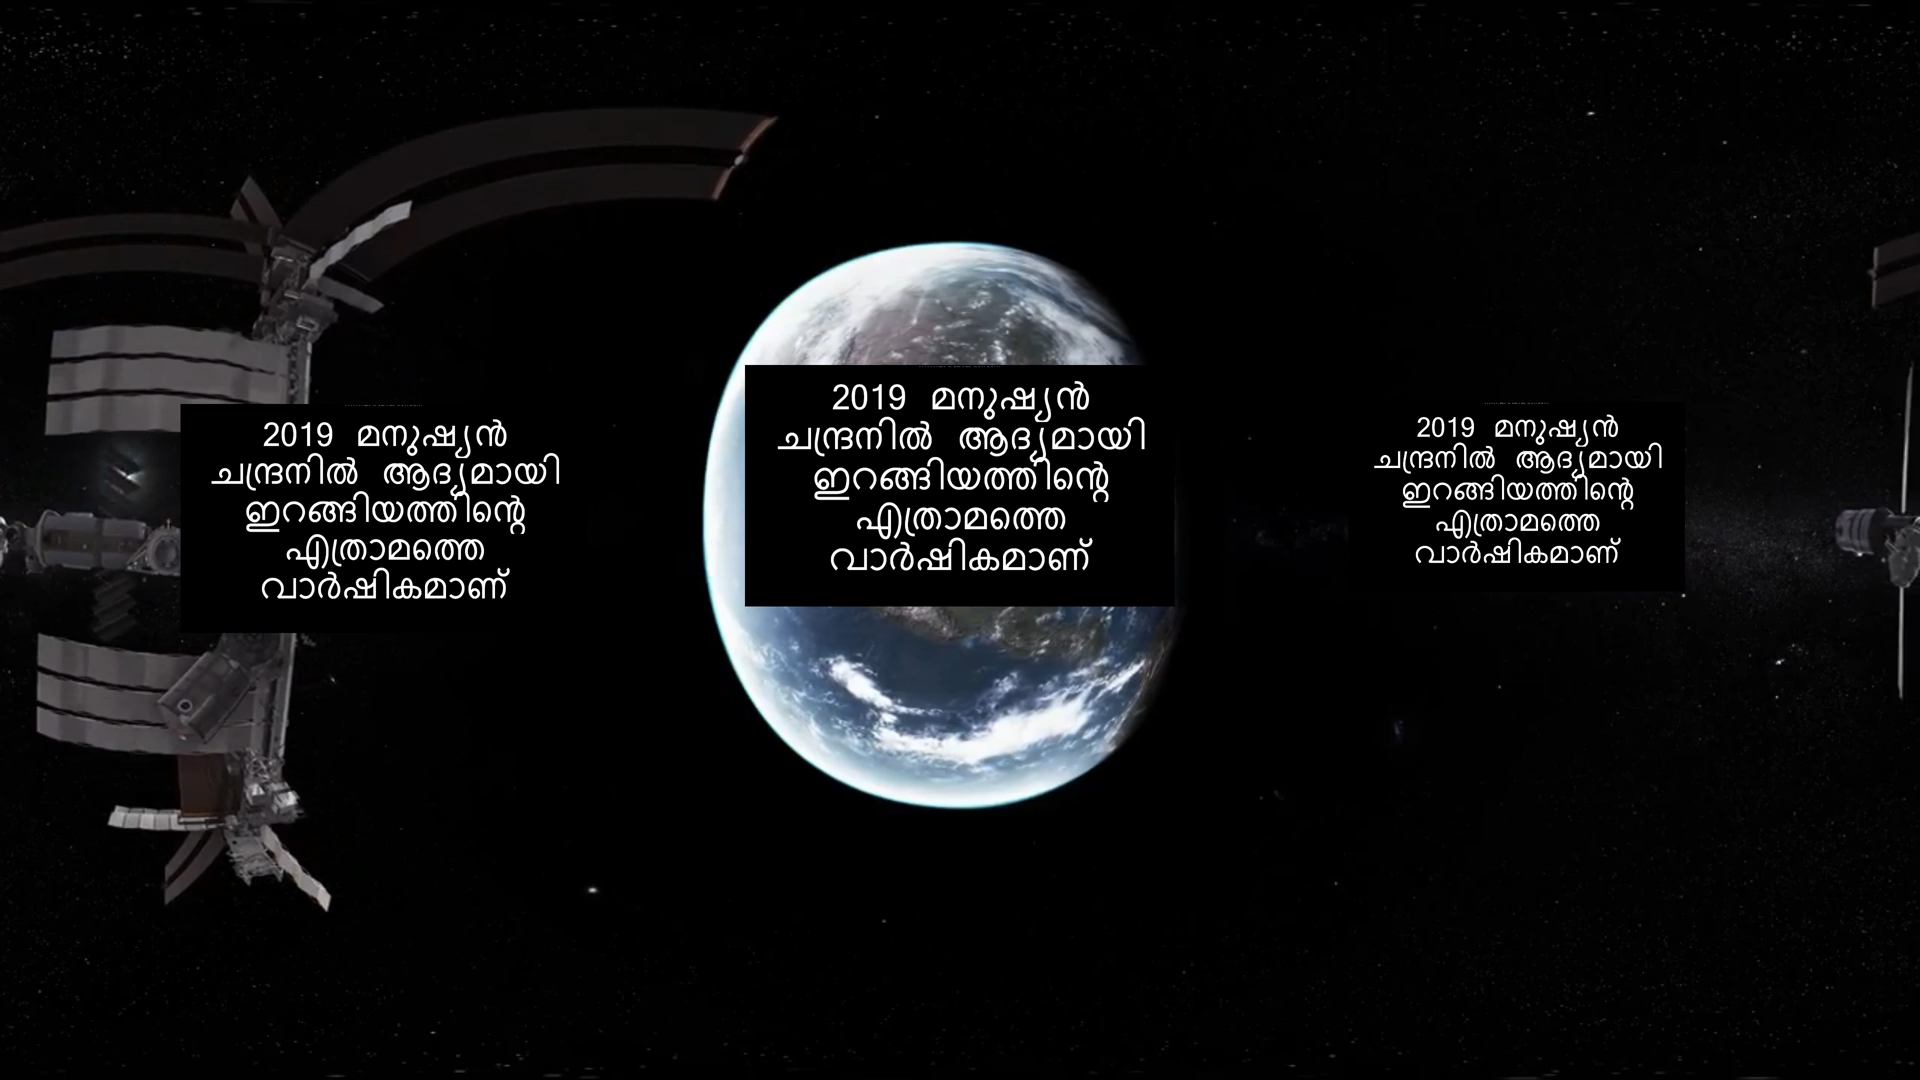 2019 മനുഷ്യൻ
ചന്ദ്രനിൽ ആദ്യമായി
ഇറങ്ങിയത്തിന്റെ
എത്രാമത്തെ
വാർഷികമാണ്
2019 മനുഷ്യൻ
ചന്ദ്രനിൽ ആദ്യമായി
ഇറങ്ങിയത്തിന്റെ
എത്രാമത്തെ
വാർഷികമാണ്
2019 മനുഷ്യൻ
ചന്ദ്രനിൽ ആദ്യമായി
ഇറങ്ങിയത്തിന്റെ
എത്രാമത്തെ
വാർഷികമാണ്